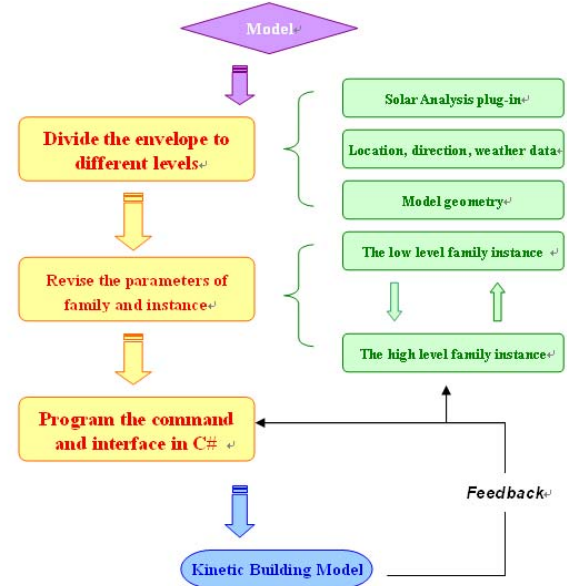 Model
Divide the envelope to
different levels
Revise the parameters of
family and instance
Program the command
and interface in C#
Kinetic Building Model
Solar Analysis plug-in
Location, direction, weather data
Model geometry
The low level family instance
The high level family instance
Feedback